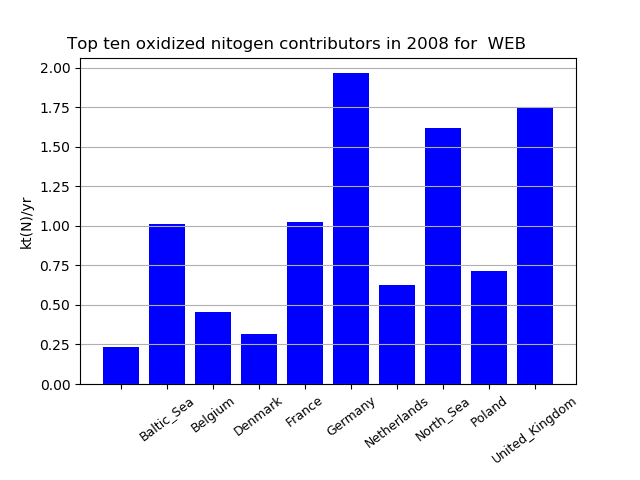 Top ten oxidized nitogen contributors in 2008 for WEB
2.00
1.75
1.50
1.25
1.00
0.75
0.50
0.25
0.00
kt(N)/yr
Baltic_Sea
Belgium
Denmark
France
Germany
Netherlands
North_Sea
Poland
United_Kingdom